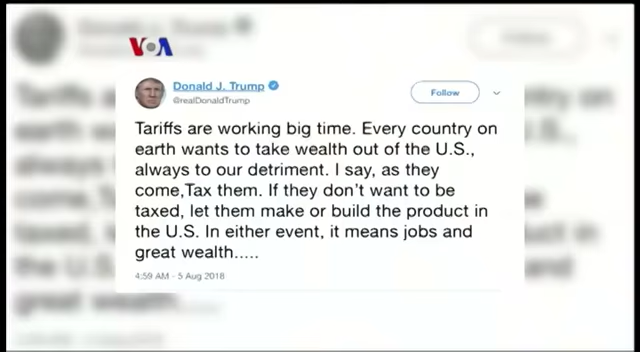 VOA
Donald J. Trump
@realDonaldTrump
Follow
Tariffs are working big time. Every country on
earth wants to take wealth out of the U.S.,
always to our detriment. I say, as they
come,Tax them. If they don't want to be
taxed, let them make or build the product in
the U.S. In either event, it means jobs and
great wealth.....
4:59 AM - 5 Aug 2018